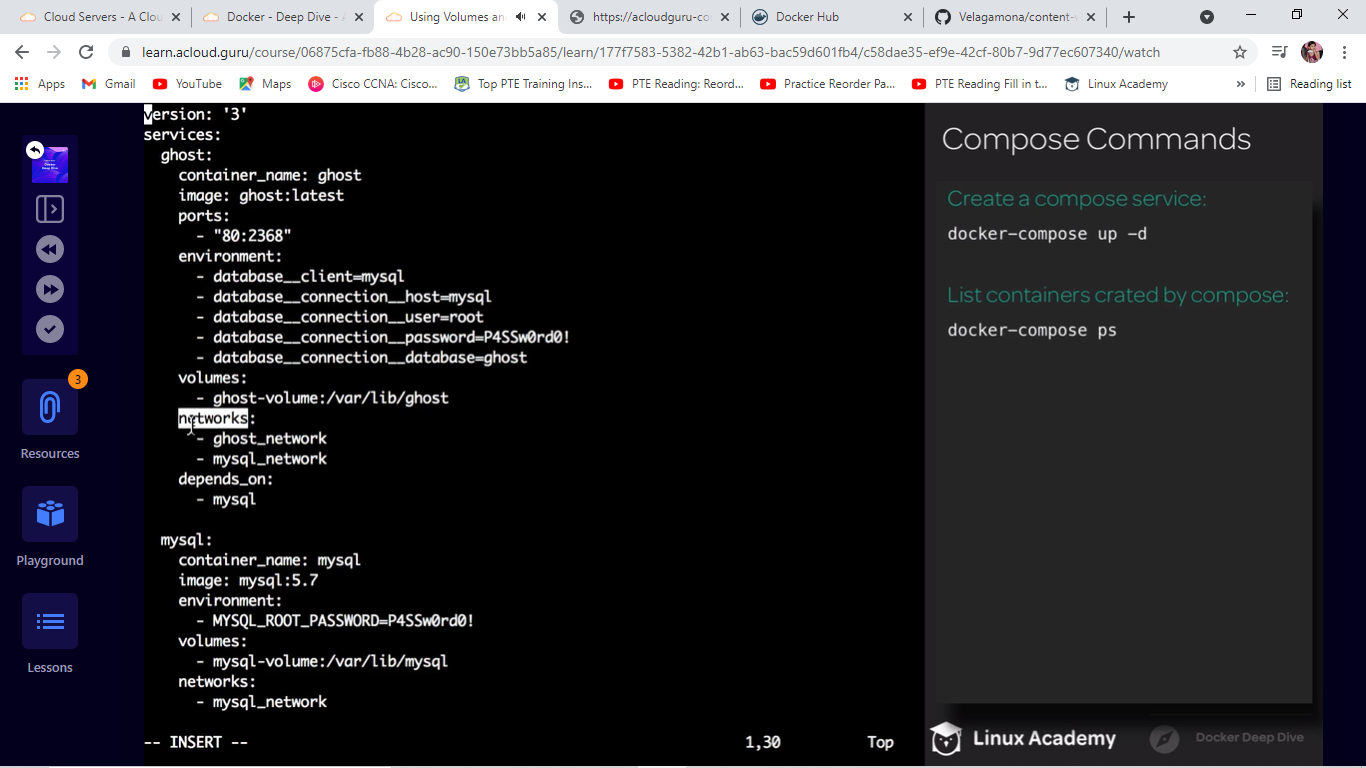 Cloud Servers - A Clou
Docker - Deep Dive - A
Using Volumes an
https://acloudguru-co
Docker Hub
Velagamona/content-
learn.acloud.guru/course/06875cfa-fb88-4b28-ac90-150e73bb5a85/learn/177f7583-5382-42b1-ab63-bac59d601fb4/c58dae35-ef9e-42cf-80b7-9d77ec607340/watch
Apps
Gmail
YouTube
Maps
Cisco CCNA: Cisco...
Top PTE Training Ins...
PTE Reading: Reord...
Practice Reorder Pa...
PTE Reading Fill in t...
Linux Academy
»
Reading list
Docker
Deep Dive
3
Resources
Playground
Lessons
version: '3'
services:
ghost:
container_name: ghost
image: ghost:latest
ports:
- "80:2368"
environment:
- database__client=mysql
- database__connection__host=mysql
- database__connection__user=root
- database__connection__password=P4SSw0rd0!
- database__connection__database=ghost
volumes:
- ghost-volume:/var/lib/ghost
networks:
- ghost_network
- mysql_network
depends_on:
- mysql
mysql:
container_name: mysql
image: mysql:5.7
environment:
- MYSQL_ROOT_PASSWORD=P4SSw0rd0!
volumes:
- mysql-volume:/var/lib/mysql
networks:
- mysql_network
-- INSERT -- 1,30 Top
Compose Commands
Create a compose service:
docker-compose up -d
List containers crated by compose:
docker-compose ps
Linux Academy
Docker Deep Dive